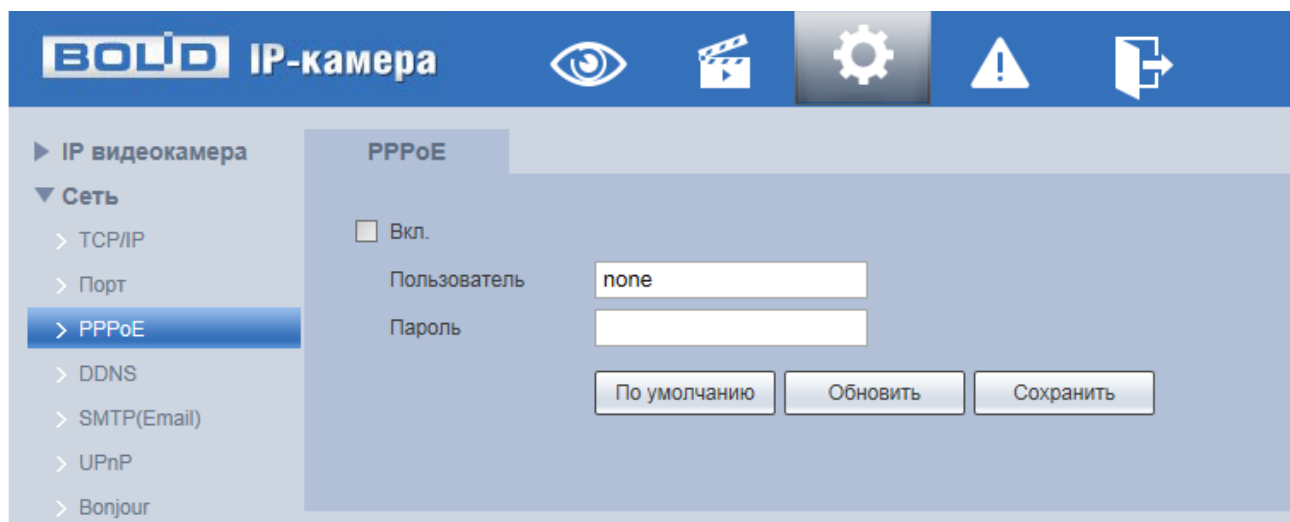 BOLID IP-камера
IP видеокамера
Сеть
TCP/IP
Порт
PPPoE
DDNS
SMTP(Email)
UPnP
Bonjour
PPPoE
Вкл.
Пользователь none
Пароль
По умолчанию Обновить Сохранить